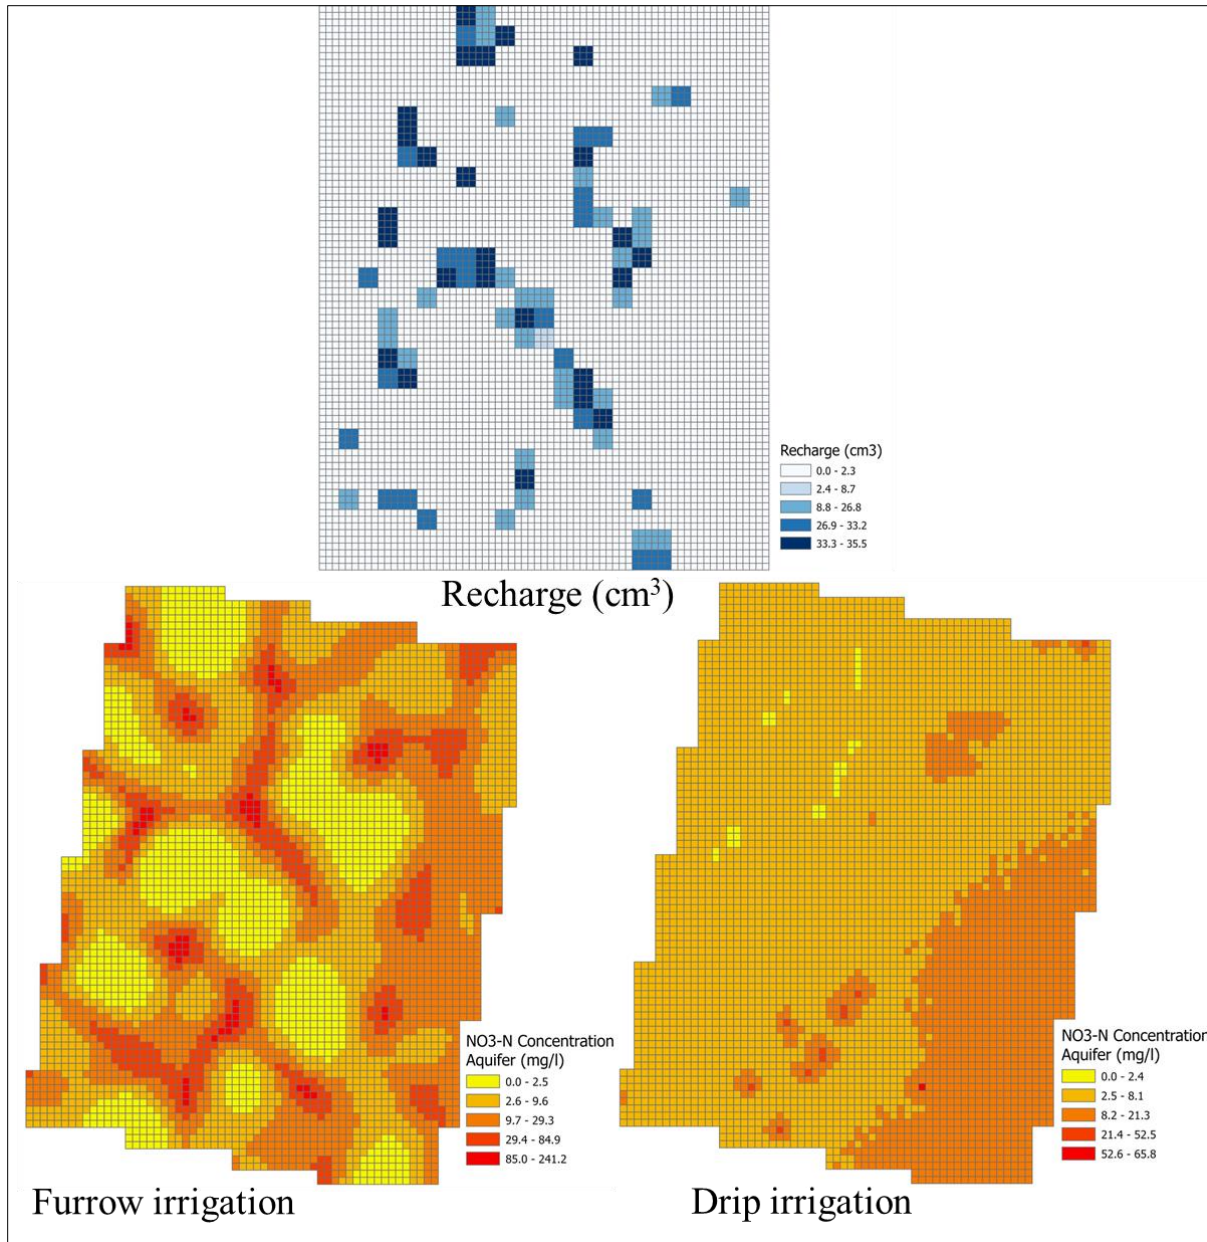 Recharge (cm3)
0.0 - 2.3
2.4 - 8.7
8.8 - 26.8
26.9 - 33.2
33.3 - 35.5
Recharge (cm³)
NO3-N Concentration
Aquifer (mg/l)
0.0 - 2.5
2.6 - 9.6
9.7 - 29.3
29.4 - 84.9
85.0 - 241.2
NO3-N Concentration
Aquifer (mg/l)
0.0 - 2.4
2.5 - 8.1
8.2 - 21.3
21.4 - 52.5
52.6 - 65.8
Furrow irrigation
Drip irrigation